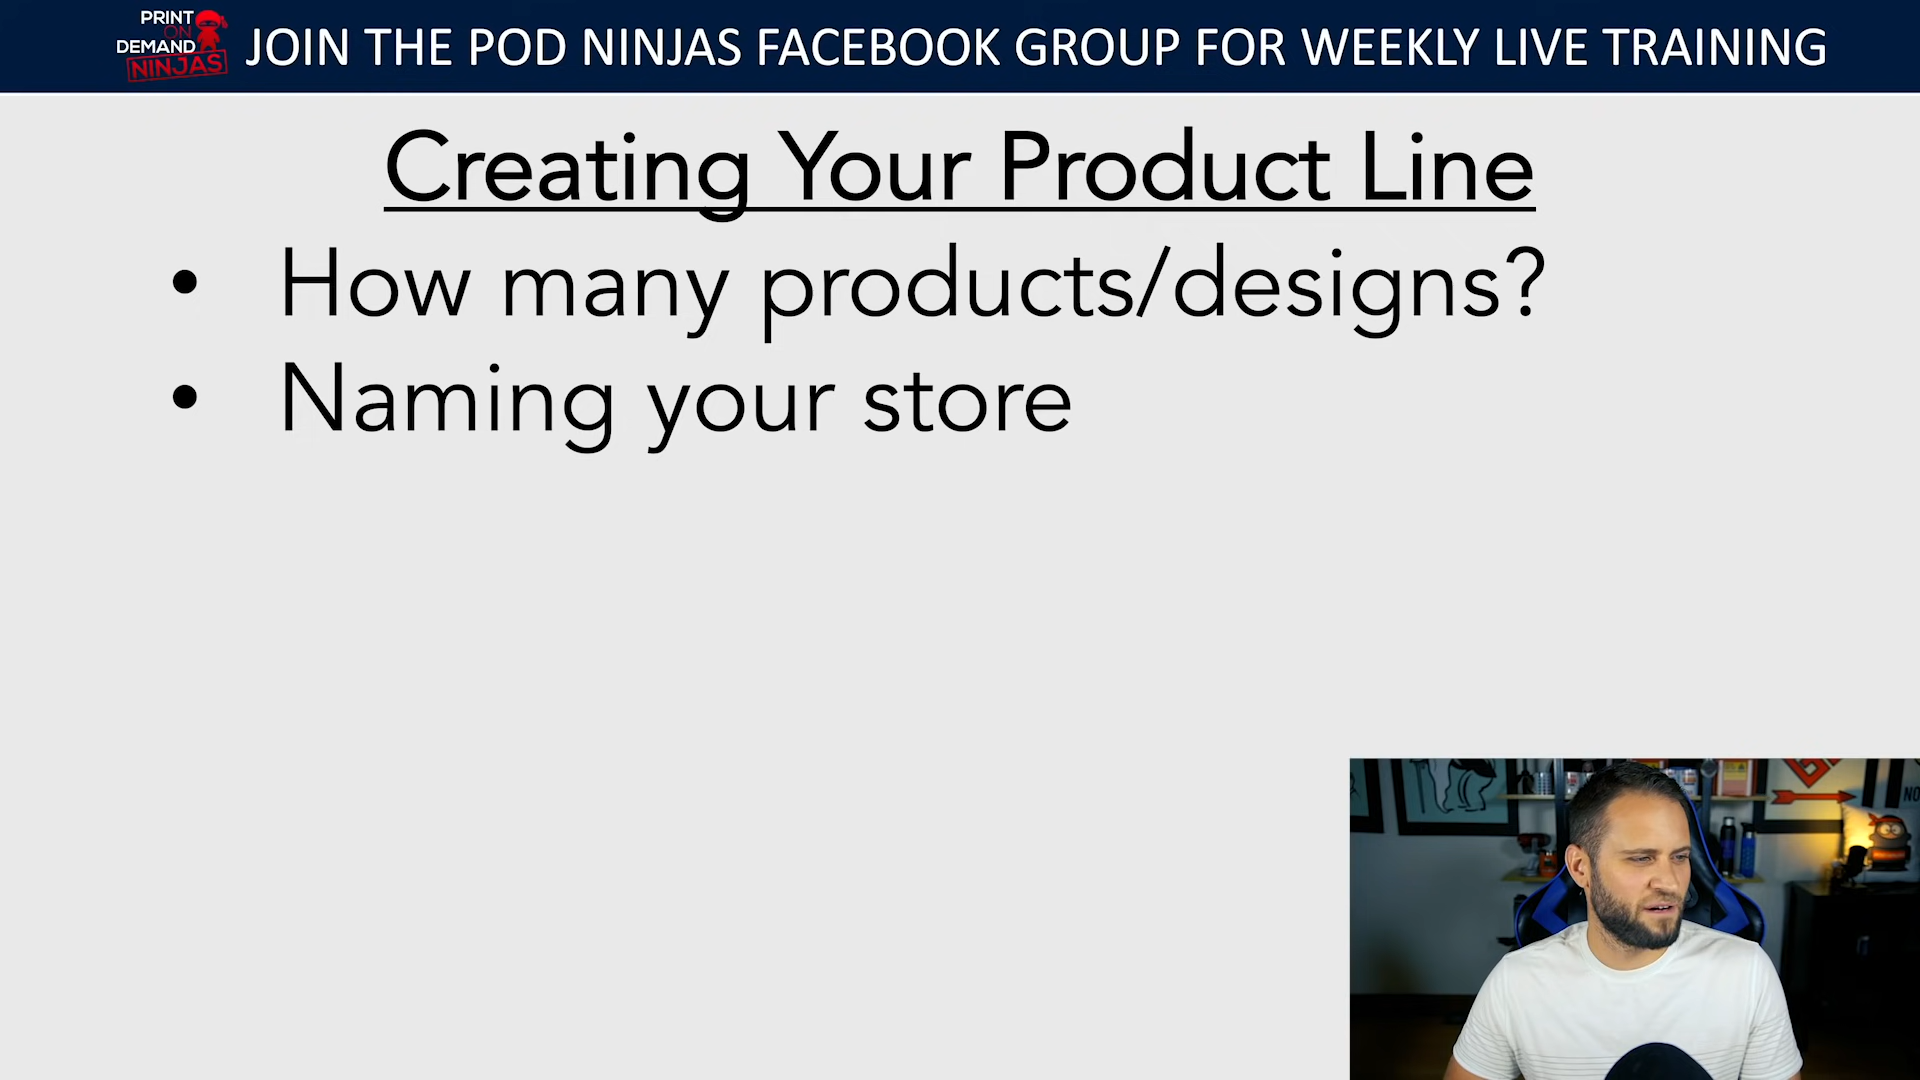 PRINT
ON
DEMAND
NINJAS
JOIN THE POD NINJAS FACEBOOK GROUP FOR WEEKLY LIVE TRAINING
Creating Your Product Line
• How many products/designs?
• Naming your store
NO